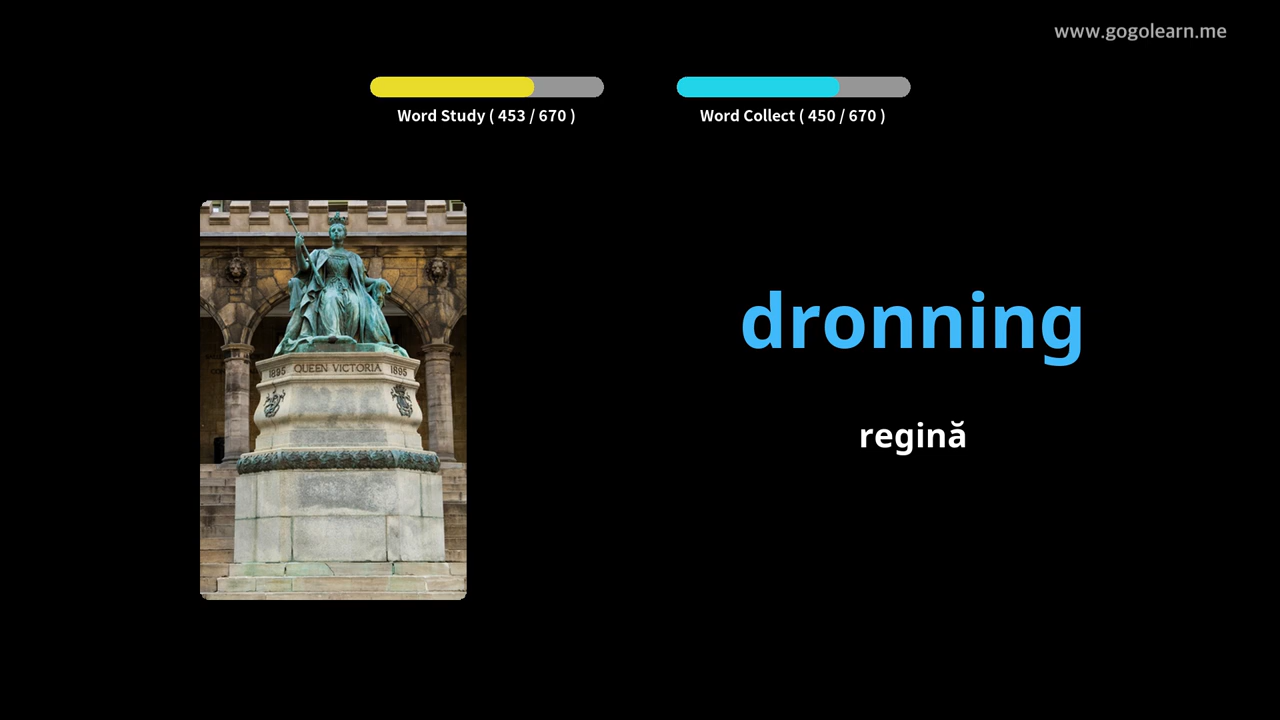 www.gogolearn.me
Word Study ( 453 / 670 )
Word Collect ( 450 / 670 )
1895 QUEEN VICTORIA 1895
dronning
regină